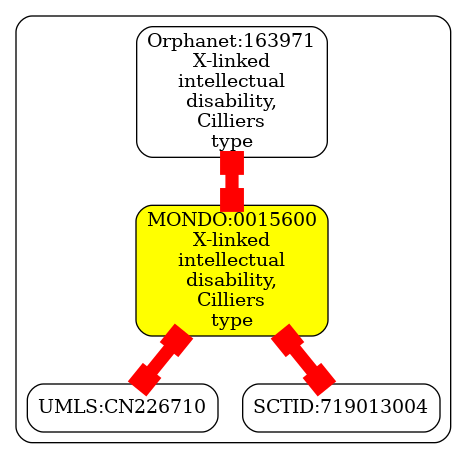 Orphanet:163971
X-linked
intellectual
disability,
Cilliers
type
MONDO:0015600
X-linked
intellectual
disability,
Cilliers
type
UMLS:CN226710
SCTID:719013004